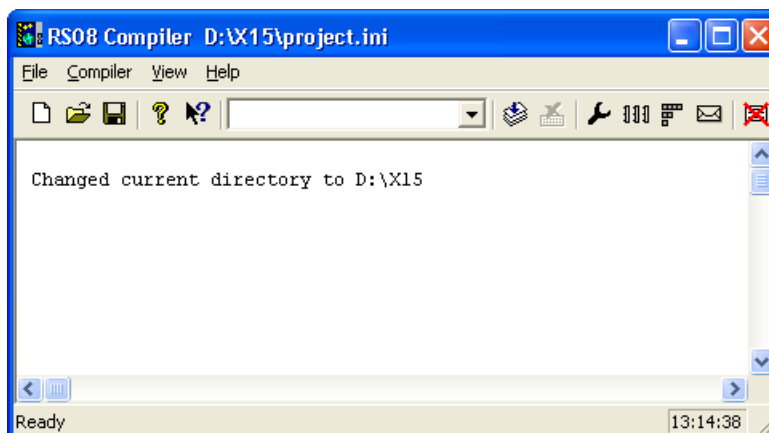 RS08 Compiler D:\X15\project.ini
File Compiler View Help
Changed current directory to D:\X15
Ready 13:14:38